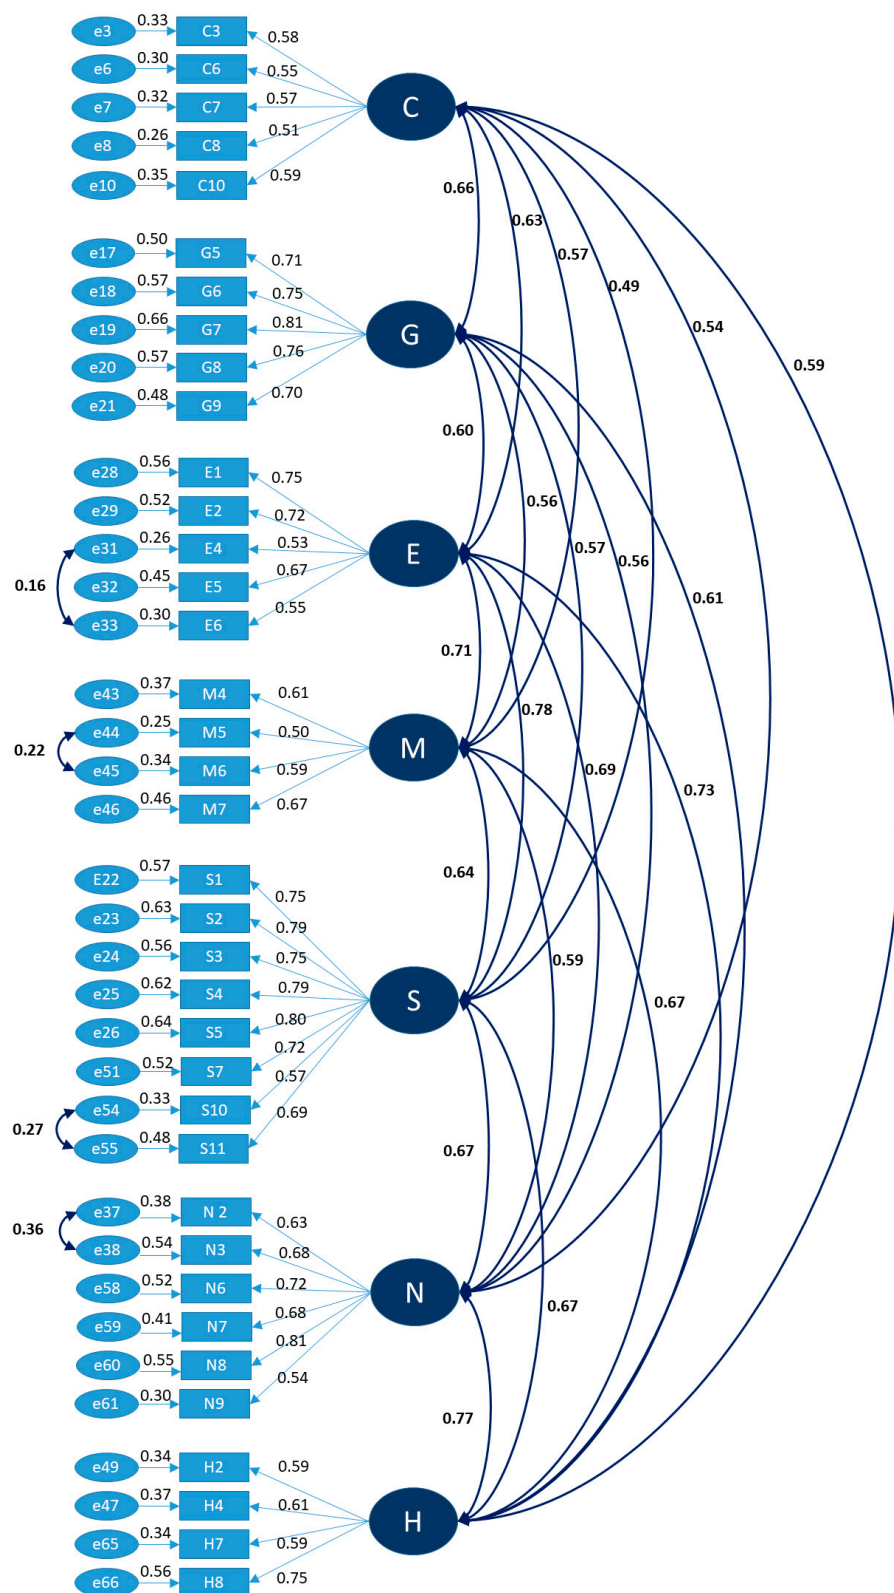 e3 0.33 C3 0.58
e6 0.30 C6 0.55
e7 0.32 C7 0.57 C
e8 0.26 C8 0.51
e10 0.35 C10 0.59
0.66 0.63 0.57 0.49 0.54 0.59
e17 0.50 G5 0.71
e18 0.57 G6 0.75
e19 0.66 G7 0.81 G
e20 0.57 G8 0.76
e21 0.48 G9 0.70
0.60 0.56 0.57 0.56 0.61
e28 0.56 E1 0.75
e29 0.52 E2 0.72
e31 0.26 E4 0.53 E
0.16
e32 0.45 E5 0.67
e33 0.30 E6 0.55
0.71 0.78 0.69 0.73
e43 0.37 M4 0.61
e44 0.25 M5 0.50 M
0.22
e45 0.34 M6 0.59
e46 0.46 M7 0.67
0.64 0.59 0.67
E22 0.57 S1 0.75
e23 0.63 S2 0.79
e24 0.56 S3 0.75
e25 0.62 S4 0.79 S
e26 0.64 S5 0.80
e51 0.52 S7 0.72
e54 0.33 S10 0.57
0.27
e55 0.48 S11 0.69
0.67 0.67
e37 0.38 N 2 0.63
0.36
e38 0.54 N3 0.68
e58 0.52 N6 0.72 N
e59 0.41 N7 0.68
e60 0.55 N8 0.81
e61 0.30 N9 0.54
0.77
e49 0.34 H2 0.59
e47 0.37 H4 0.61 H
e65 0.34 H7 0.59
e66 0.56 H8 0.75